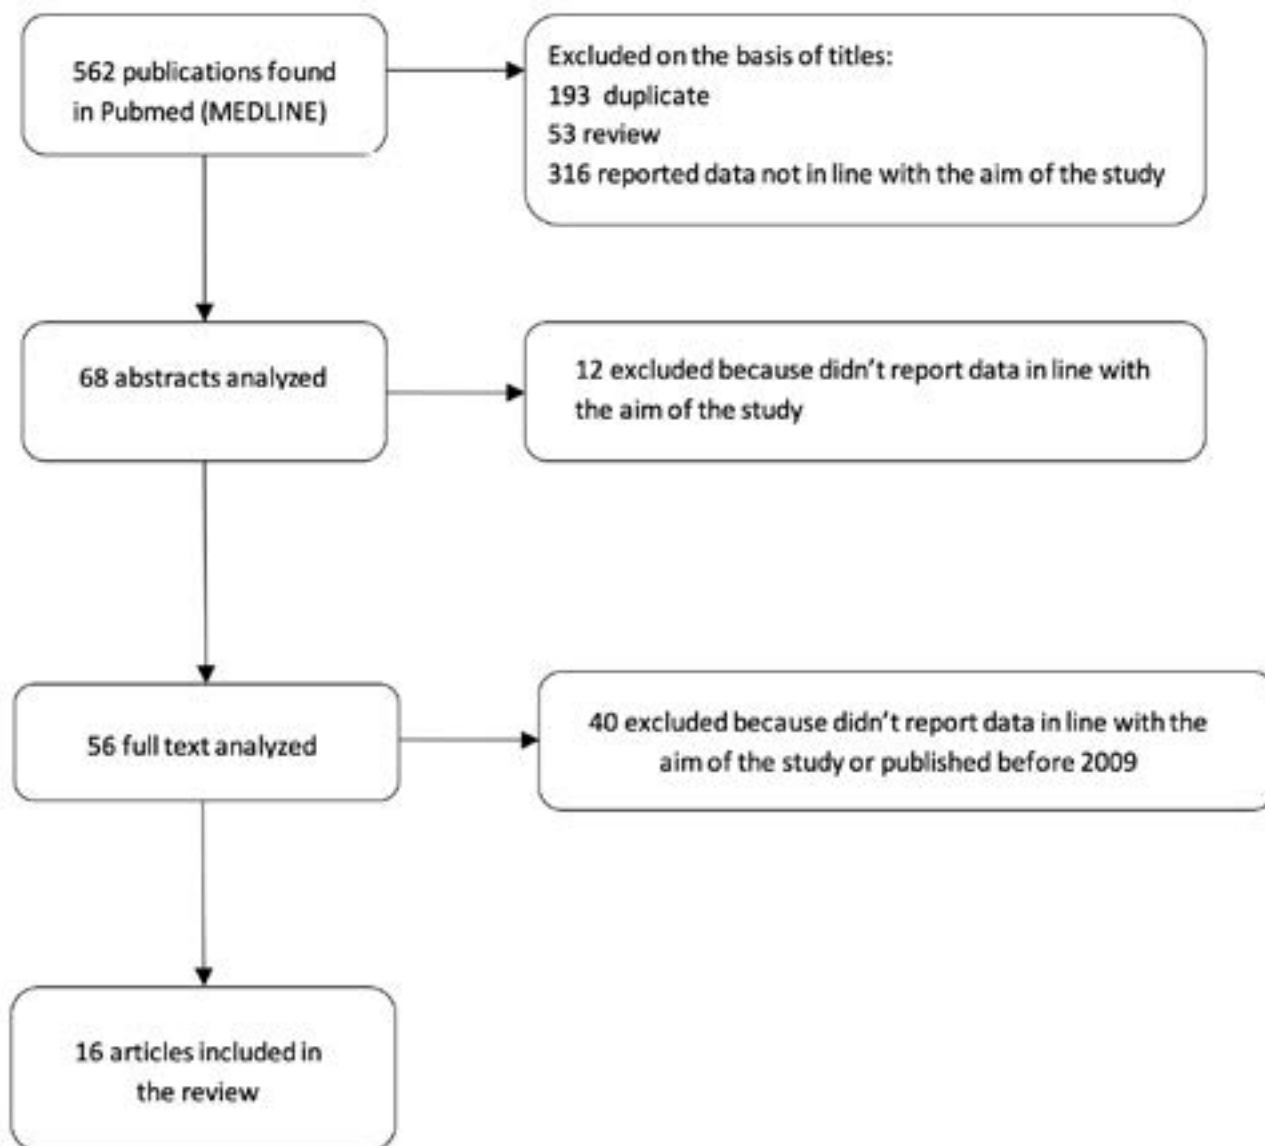 562 publications found
in Pubmed (MEDLINE)
Excluded on the basis of titles:
193 duplicate
53 review
316 reported data not in line with the aim of the study
68 abstracts analyzed
12 excluded because didn't report data in line with
the aim of the study
56 full text analyzed
40 excluded because didn't report data in line with the
aim of the study or published before 2009
16 articles included in
the review